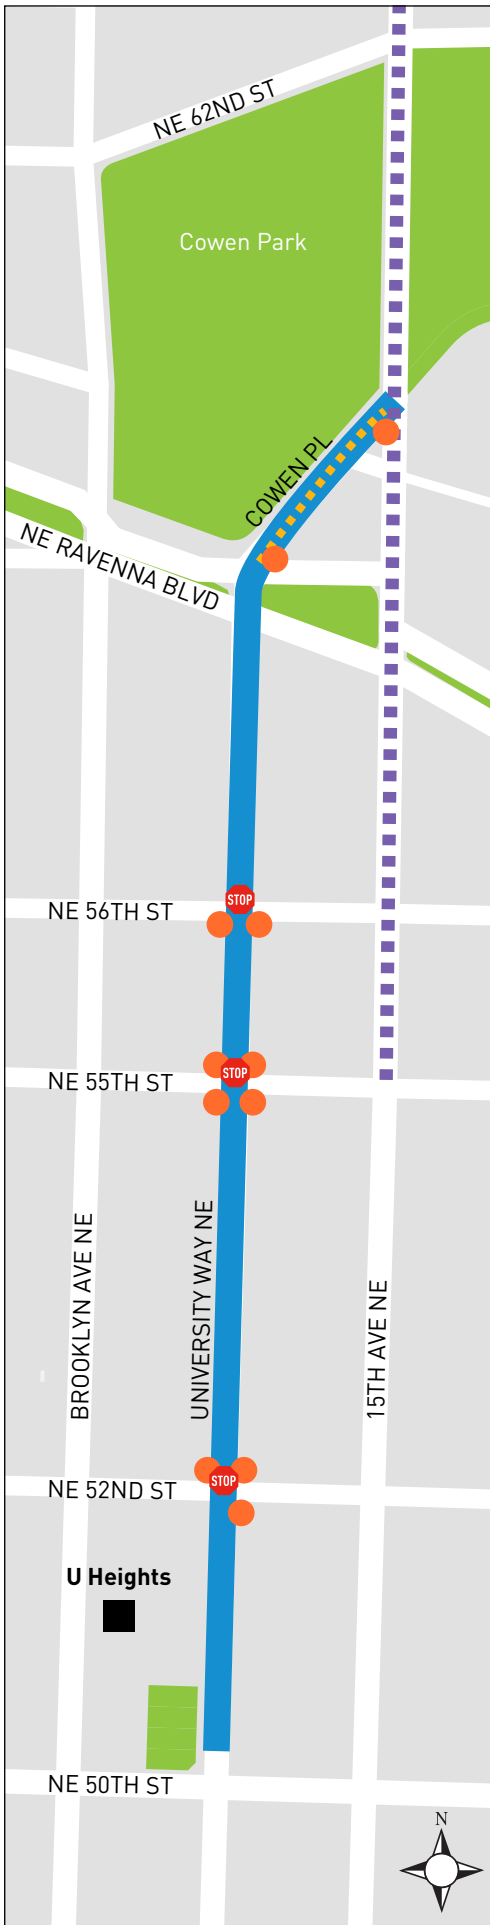 NE 62ND ST
Cowen Park
COWEN PL
NE RAVENNA BLVD
STOP
NE 56TH ST
STOP
NE 55TH ST
BROOKLYN AVE NE
UNIVERSITY WAY NE
15TH AVE NE
STOP
NE 52ND ST
U Heights
NE 50TH ST
N